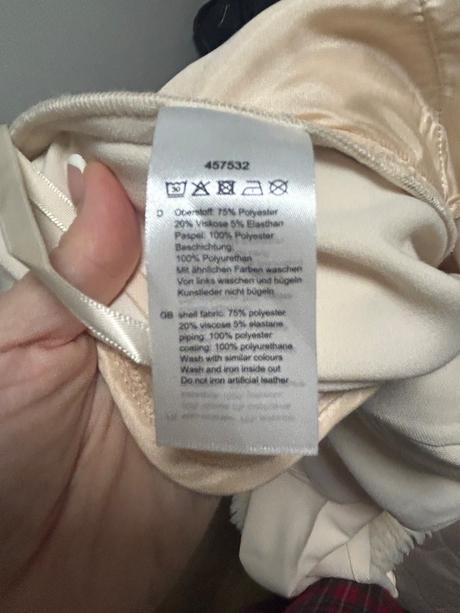 457532
30
D Oberstoff: 75% Polyester
20% Viskose 5% Elasthan
Paspel: 100% Polyester
Beschichtung:
100% Polyurethan
Mit ähnlichen Farben waschen
Von links waschen und bügeln
Kunstleder nicht bügeln
GB shell fabric: 75% polyester
20% viscose 5% elastane
piping: 100% polyester
coating: 100% polyurethane
Wash with similar colours
Wash and iron inside out
Do not iron artificial leather